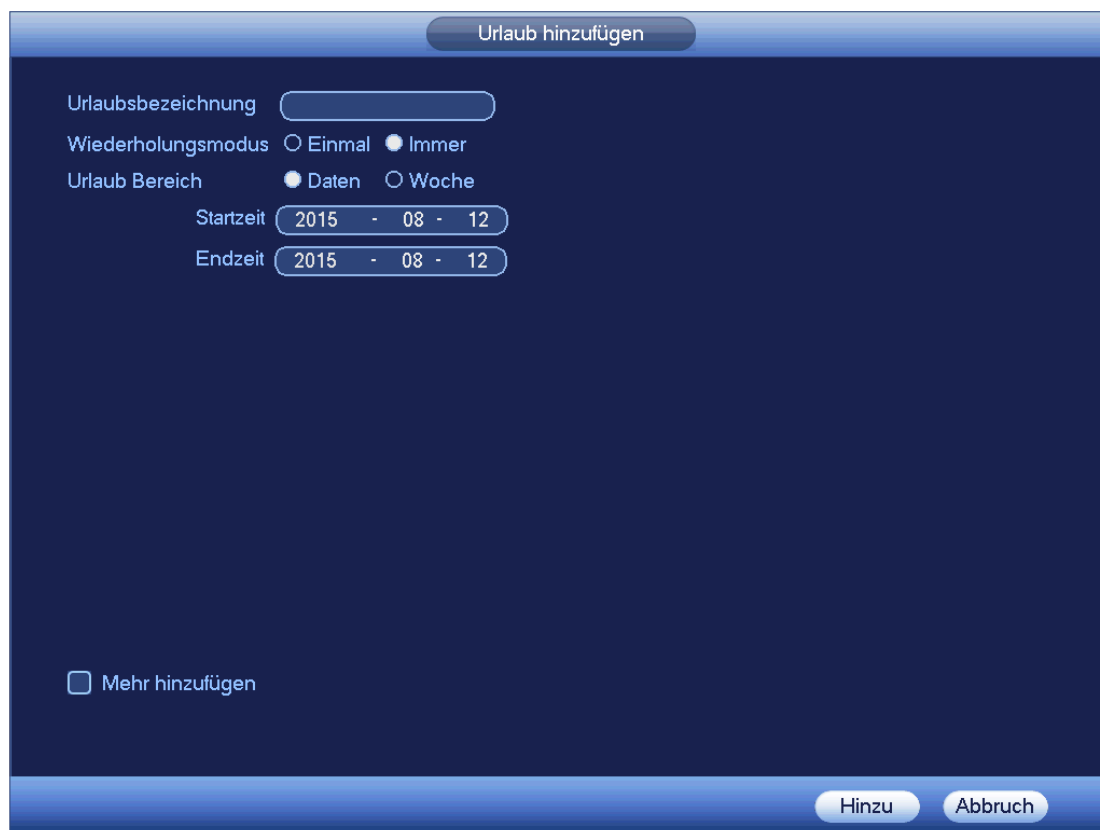 Urlaub hinzufügen
Urlaubsbezeichnung
Wiederholungsmodus Einmal Immer
Urlaub Bereich Daten Woche
Startzeit 2015 - 08 - 12
Endzeit 2015 - 08 - 12
Mehr hinzufügen
Hinzu Abbruch